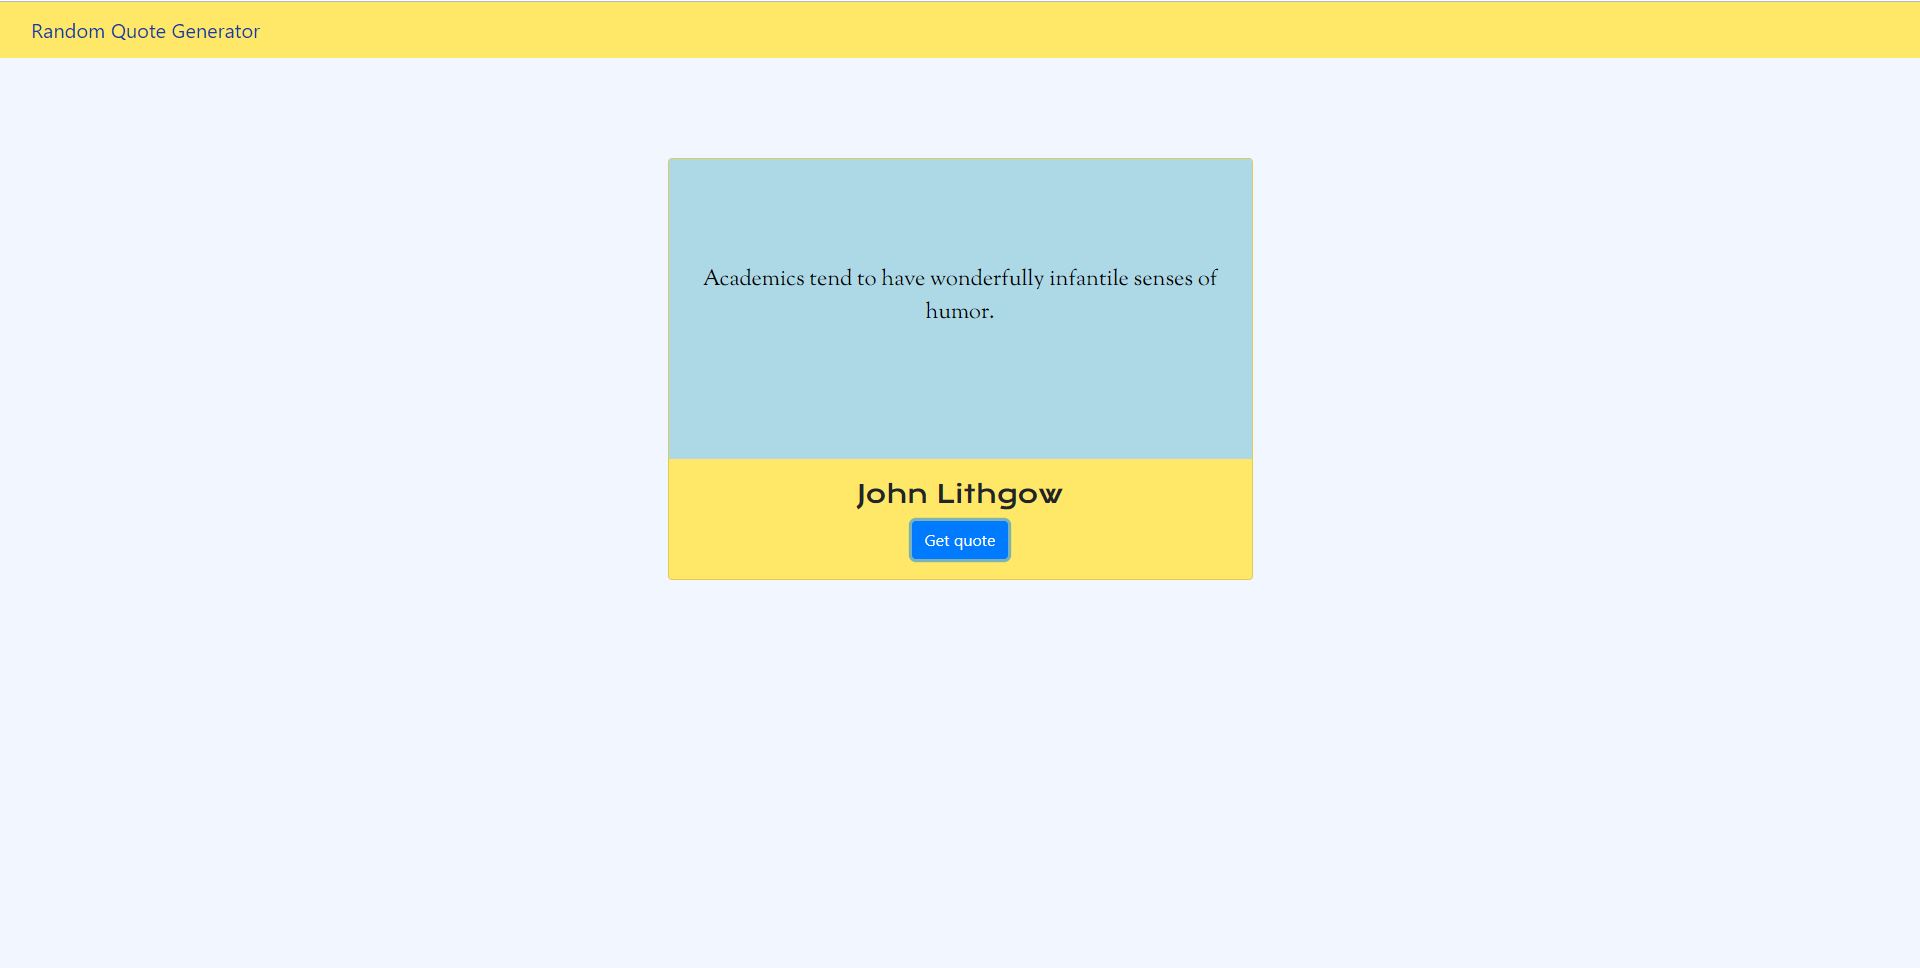 Random Quote Generator
Academics tend to have wonderfully infantile senses of
humor.
John Lithgow
Get quote